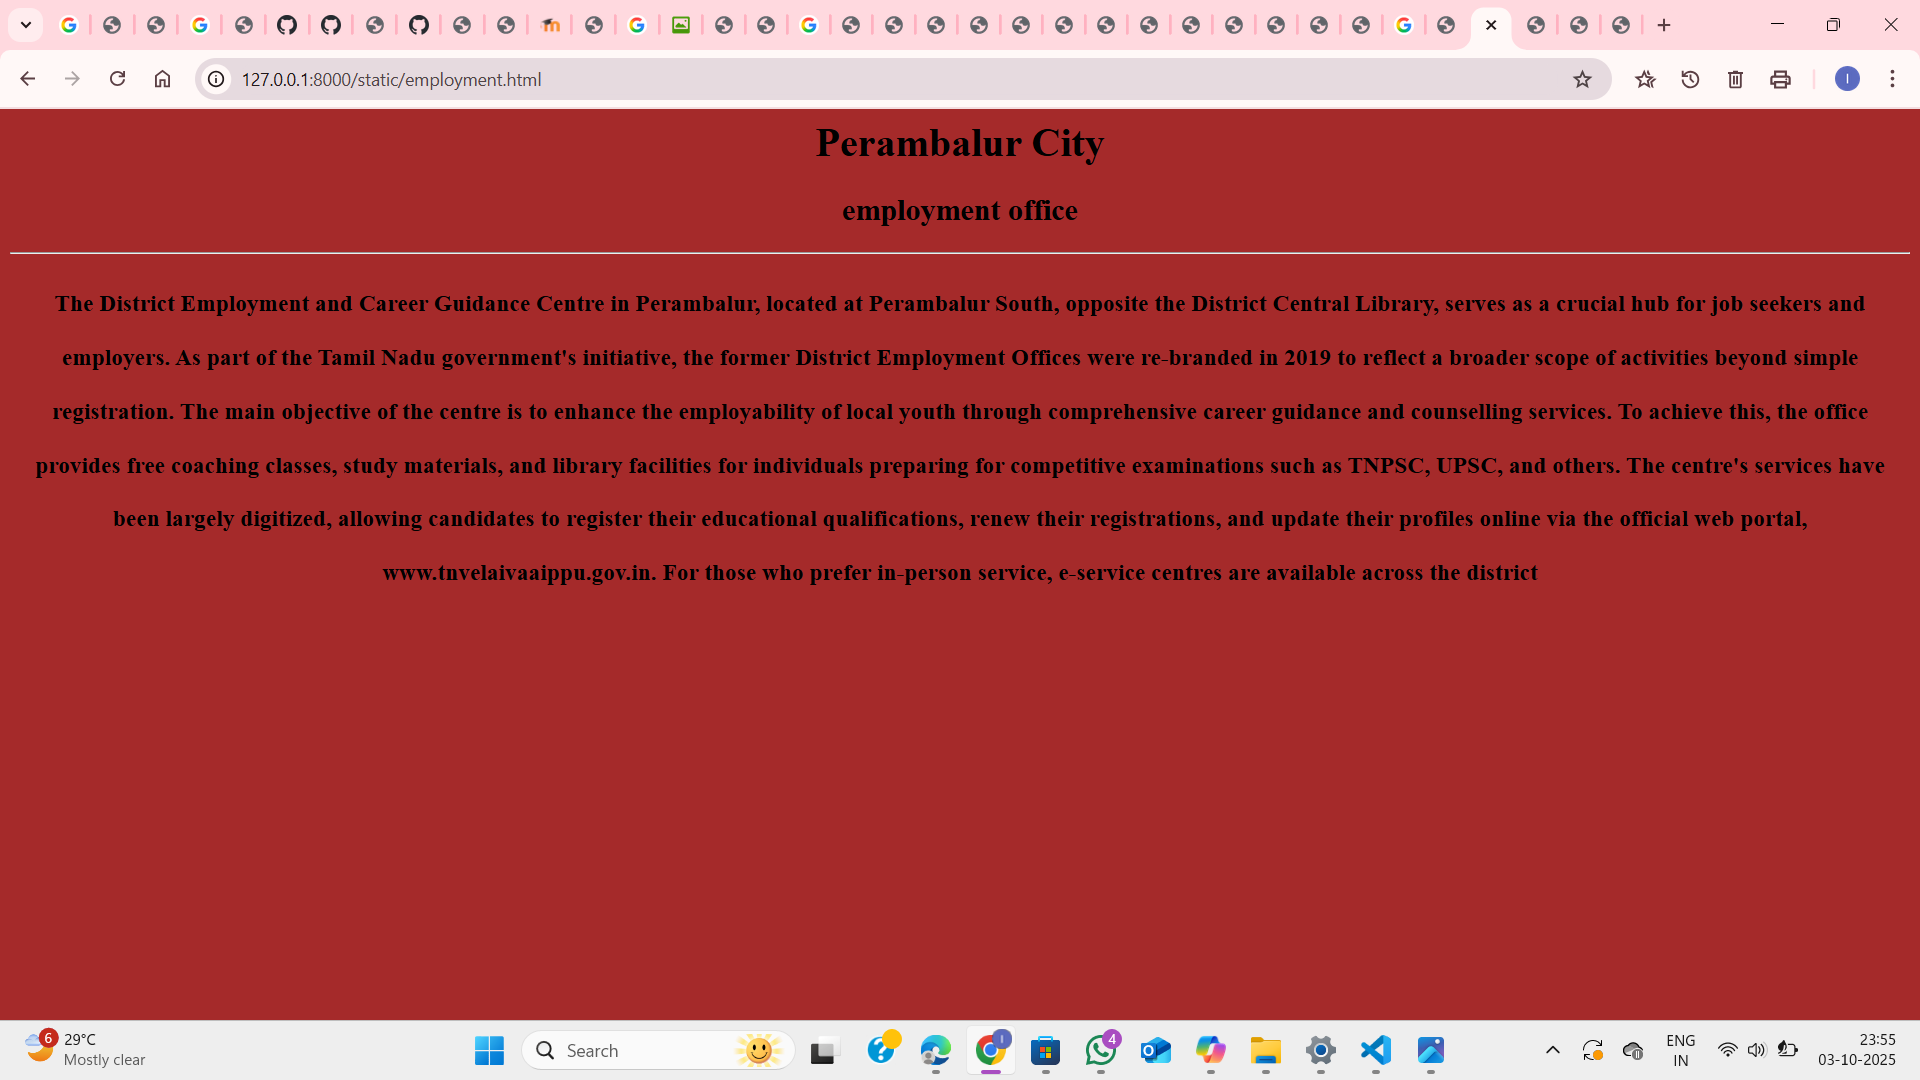 127.0.0.1:8000/static/employment.html
I
Perambalur City
employment office
The District Employment and Career Guidance Centre in Perambalur, located at Perambalur South, opposite the District Central Library, serves as a crucial hub for job seekers and
employers. As part of the Tamil Nadu government's initiative, the former District Employment Offices were re-branded in 2019 to reflect a broader scope of activities beyond simple
registration. The main objective of the centre is to enhance the employability of local youth through comprehensive career guidance and counselling services. To achieve this, the office
provides free coaching classes, study materials, and library facilities for individuals preparing for competitive examinations such as TNPSC, UPSC, and others. The centre's services have
been largely digitized, allowing candidates to register their educational qualifications, renew their registrations, and update their profiles online via the official web portal,
www.tnvelaivaaippu.gov.in. For those who prefer in-person service, e-service centres are available across the district
6
29°C
Mostly clear
Search
I
4
ENG
IN
23:55
03-10-2025